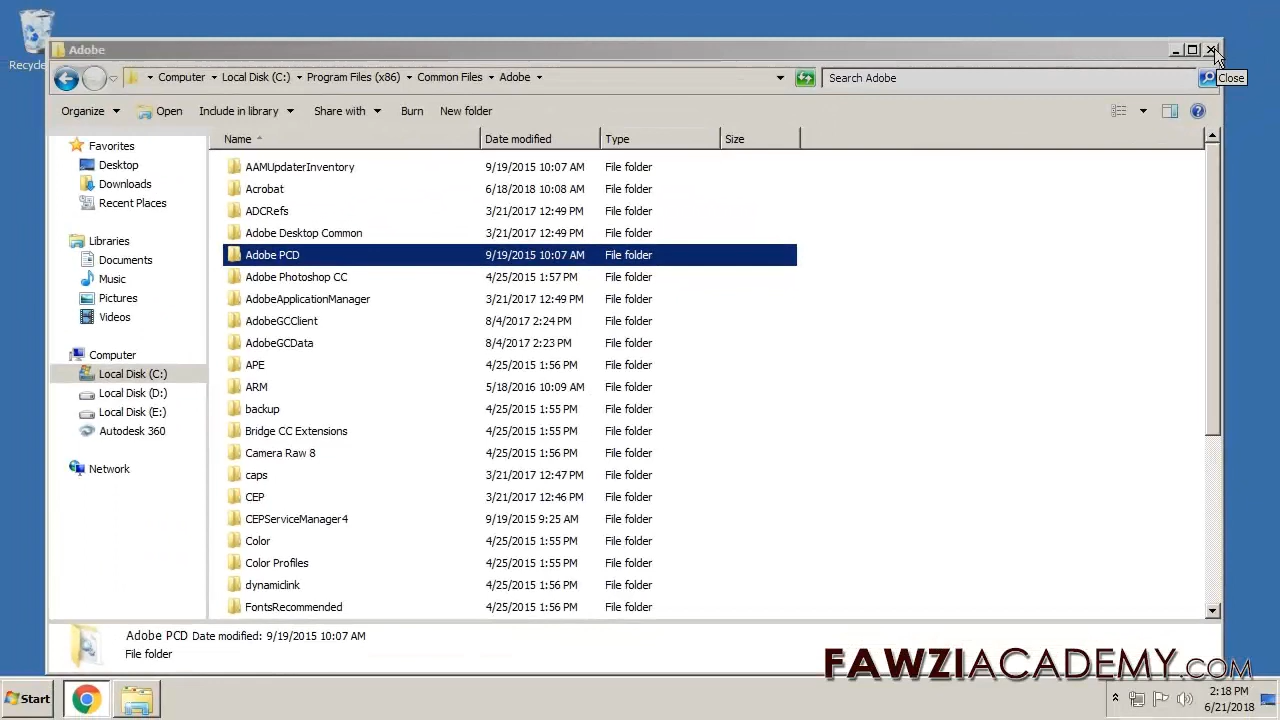 Recycle
Adobe
Computer Local Disk (C:) Program Files (x86) Common Files Adobe
Search Adobe
Close
Organize Open Include in library Share with Burn New folder
Favorites
Desktop
Downloads
Recent Places
Libraries
Documents
Music
Pictures
Videos
Computer
Local Disk (C:)
Local Disk (D:)
Local Disk (E:)
Autodesk 360
Network
Name Date modified Type Size
AAMUpdaterInventory 9/19/2015 10:07 AM File folder
Acrobat 6/18/2018 10:08 AM File folder
ADCRefs 3/21/2017 12:49 PM File folder
Adobe Desktop Common 3/21/2017 12:49 PM File folder
Adobe PCD 9/19/2015 10:07 AM File folder
Adobe Photoshop CC 4/25/2015 1:57 PM File folder
AdobeApplicationManager 3/21/2017 12:49 PM File folder
AdobeGCClient 8/4/2017 2:24 PM File folder
AdobeGCData 8/4/2017 2:23 PM File folder
APE 4/25/2015 1:56 PM File folder
ARM 5/18/2016 10:09 AM File folder
backup 4/25/2015 1:55 PM File folder
Bridge CC Extensions 4/25/2015 1:55 PM File folder
Camera Raw 8 4/25/2015 1:56 PM File folder
caps 3/21/2017 12:47 PM File folder
CEP 3/21/2017 12:46 PM File folder
CEPServiceManager4 9/19/2015 9:25 AM File folder
Color 4/25/2015 1:55 PM File folder
Color Profiles 4/25/2015 1:55 PM File folder
dynamiclink 4/25/2015 1:56 PM File folder
FontsRecommended 4/25/2015 1:56 PM File folder
Adobe PCD Date modified: 9/19/2015 10:07 AM
File folder
FAWZIACADEMY.COM
Start
2:18 PM
6/21/2018